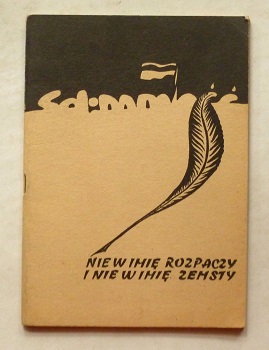 Solidarność
NIE W IMIĘ ROZPACZY
I NIE W IMIĘ ZEMSTY